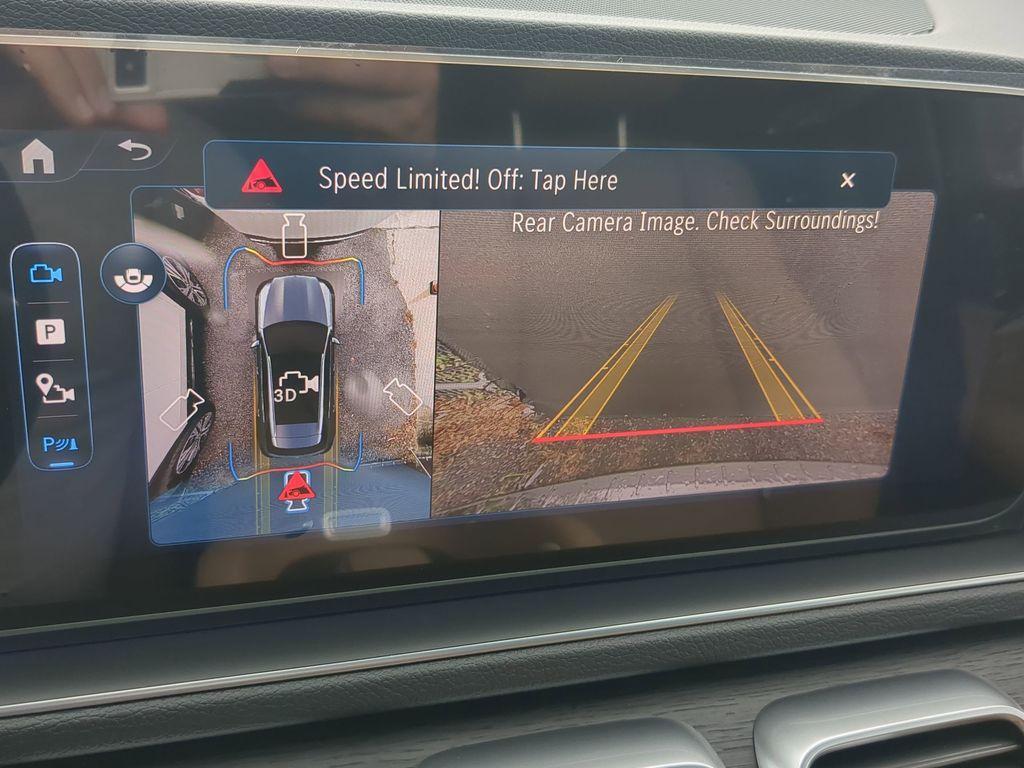 Speed Limited! Off: Tap Here
Rear Camera Image. Check Surroundings!
P
3D
P